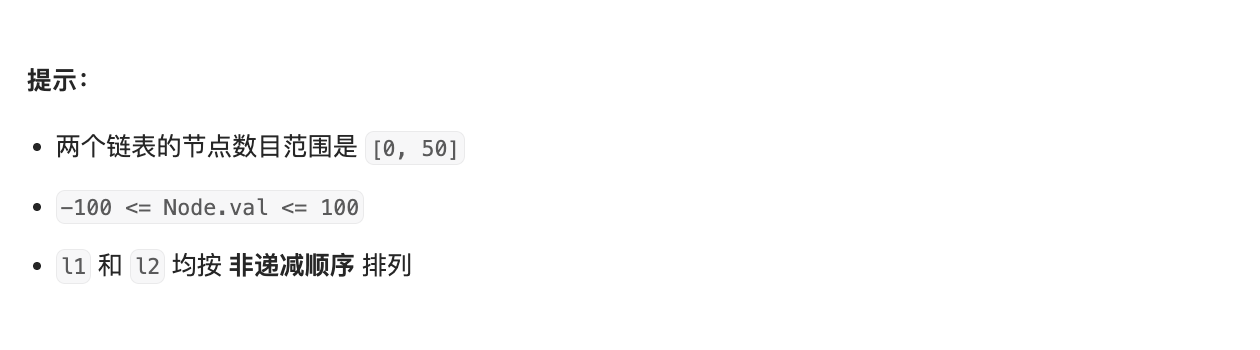 提示：
• 两个链表的节点数目范围是 [0, 50]
• -100 <= Node.val <= 100
• l1 和 l2 均按 非递减顺序 排列